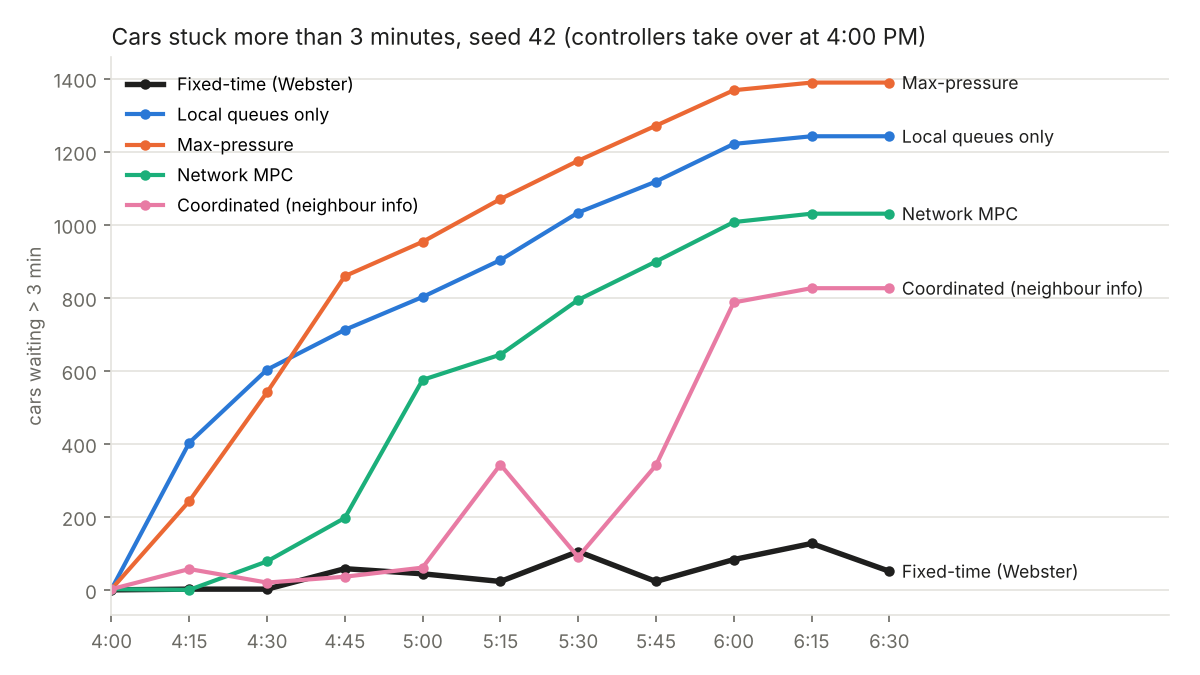 Cars stuck more than 3 minutes, seed 42 (controllers take over at 4:00 PM)
Fixed-time (Webster)
Local queues only
Max-pressure
Network MPC
Coordinated (neighbour info)
cars waiting > 3 min
1400
1200
1000
800
600
400
200
0
Max-pressure
Local queues only
Network MPC
Coordinated (neighbour info)
Fixed-time (Webster)
4:00 4:15 4:30 4:45 5:00 5:15 5:30 5:45 6:00 6:15 6:30